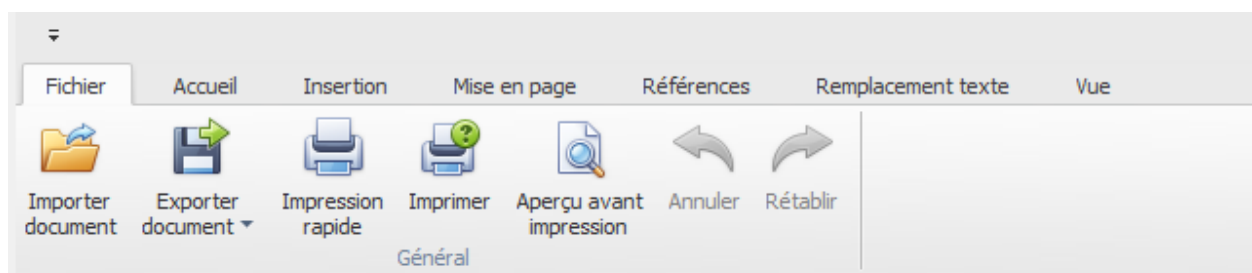 Fichier Accueil Insertion Mise en page Références Remplacement texte Vue
Importer document
Exporter document
Impression rapide
Imprimer
Aperçu avant impression
Annuler
Rétablir
Général